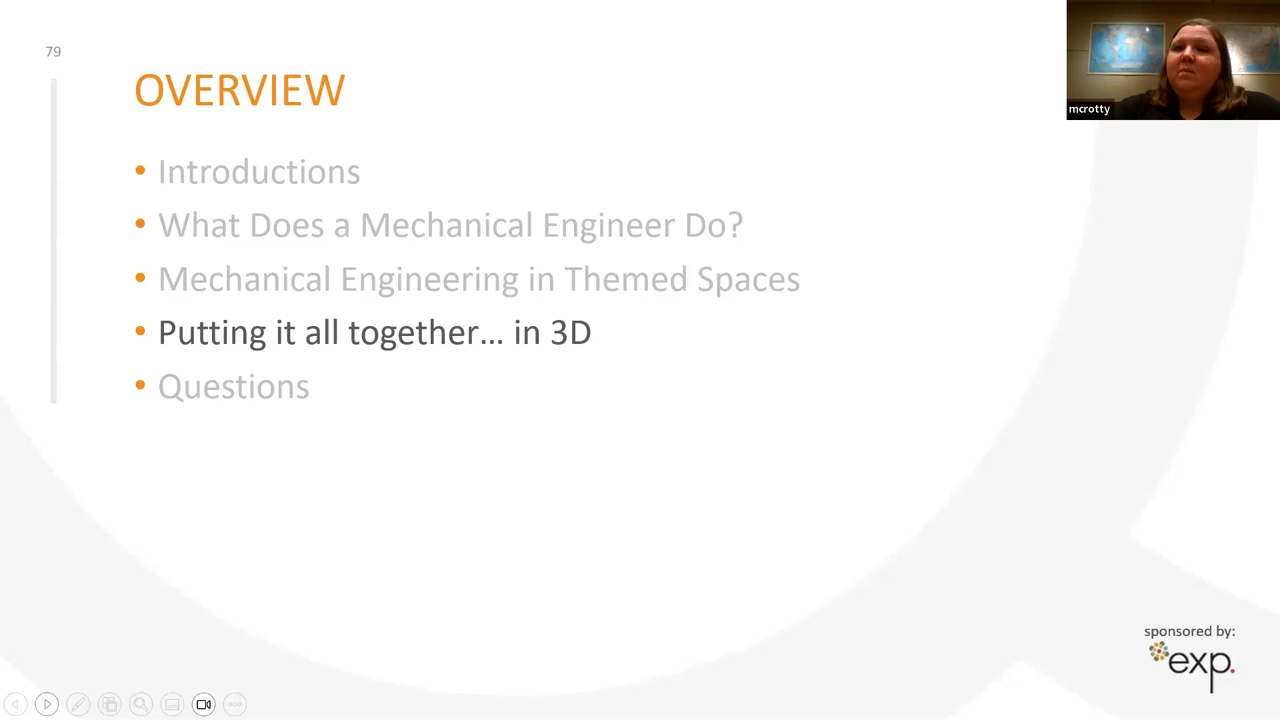 79
OVERVIEW
• Introductions
• What Does a Mechanical Engineer Do?
• Mechanical Engineering in Themed Spaces
• Putting it all together... in 3D
• Questions
mcrotty
sponsored by:
exp.